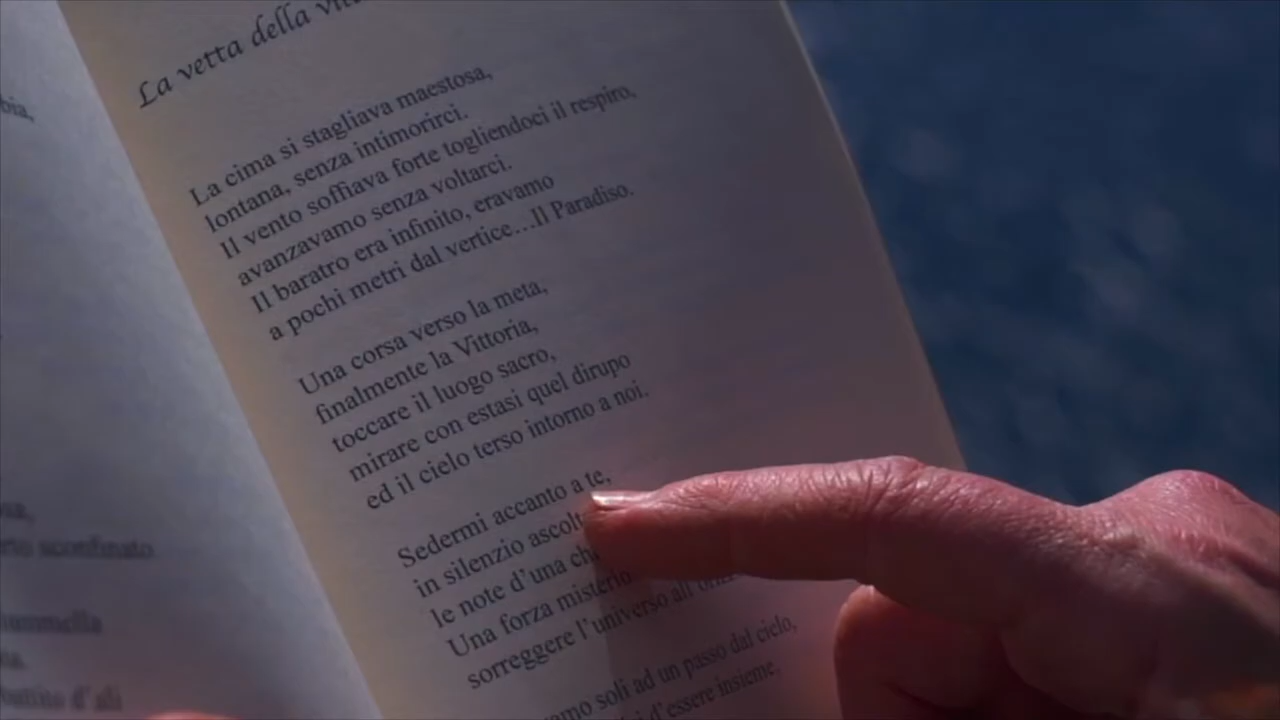 bia,
sconfinato
d'ali
La vetta della
La cima si stagliava maestosa,
lontana, senza intimorirci.
Il vento soffiava forte togliendoci il respiro,
avanzavamo senza voltarci.
Il baratro era infinito, eravamo
a pochi metri dal vertice…Il Paradiso.
Una corsa verso la meta,
finalmente la Vittoria,
toccare il luogo sacro,
mirare con estasi quel dirupo
ed il cielo terso intorno a noi.
Sedermi accanto a te,
in silenzio
le note d'una
Una forza
sorreggere l'universo
soli ad un passo dal cielo,
d'essere insieme.